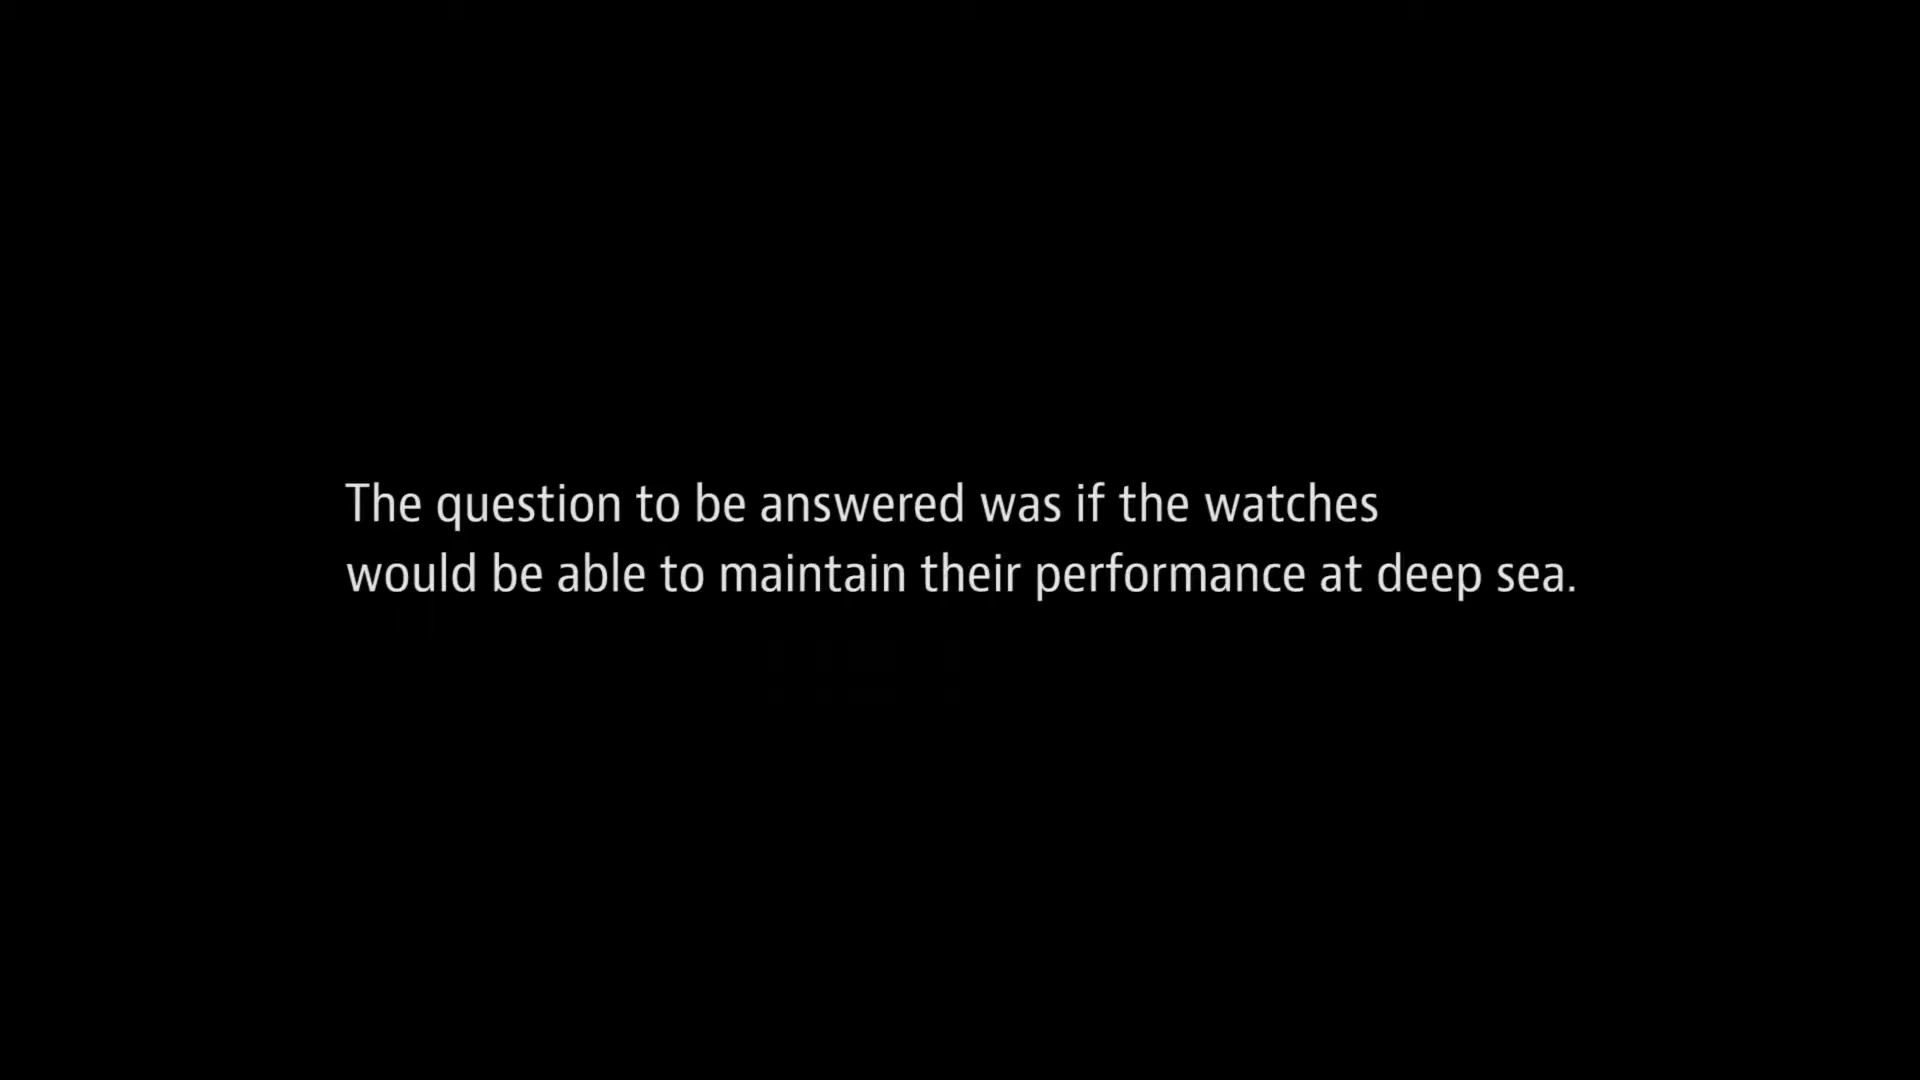 The question to be answered was if the watches
would be able to maintain their performance at deep sea.